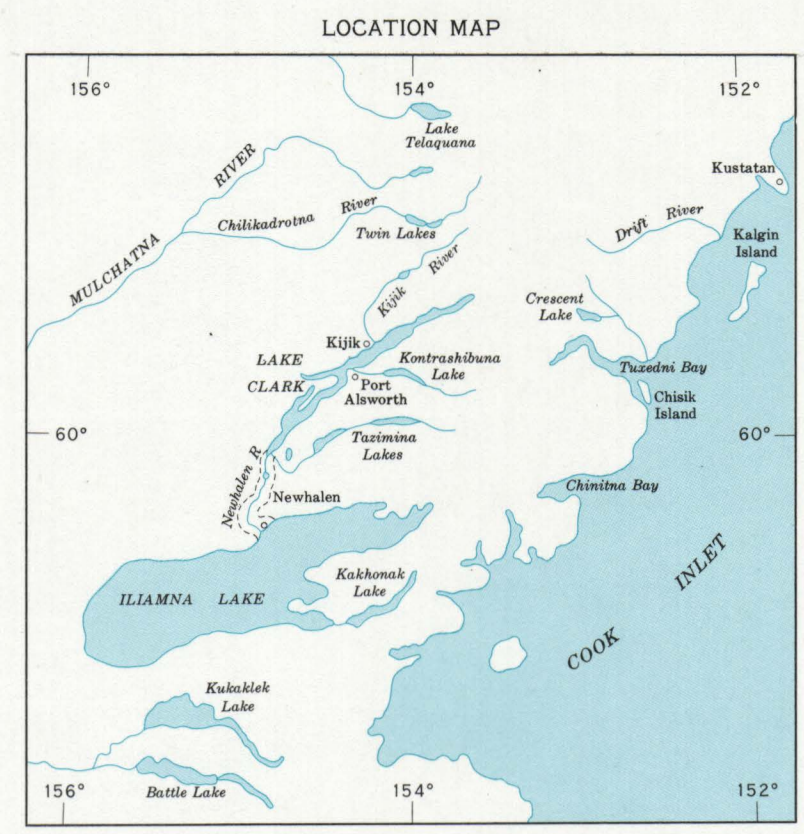 LOCATION MAP
156°
154°
152°
Lake
Telaquana
Kustatan
MULCHATNA RIVER
Chilikadrotna River
Twin Lakes
Drift River
Kalgin
Island
Kijik River
Crescent
Lake
Kijik
LAKE
CLARK
Kontrashibuna
Lake
Port
Alsworth
Tuxedni Bay
Chisik
Island
60°
60°
Tazimina
Lakes
Newhalen R
Newhalen
Chinitna Bay
Kakhonak
Lake
ILIAMNA LAKE
COOK INLET
Kukaklek
Lake
Battle Lake
156°
154°
152°